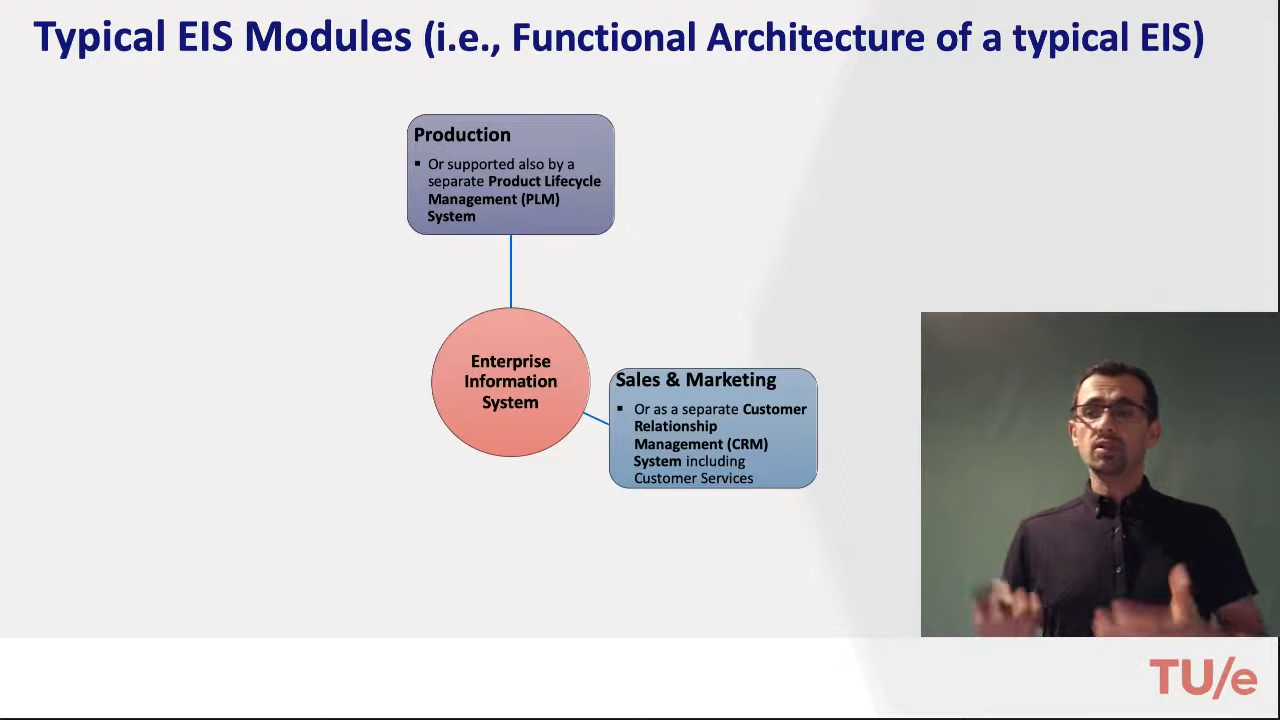 Typical EIS Modules (i.e., Functional Architecture of a typical EIS)
Production
▪ Or supported also by a
separate Product Lifecycle
Management (PLM)
System
Enterprise
Information
System
Sales & Marketing
▪ Or as a separate Customer
Relationship
Management (CRM)
System including
Customer Services
TU/e